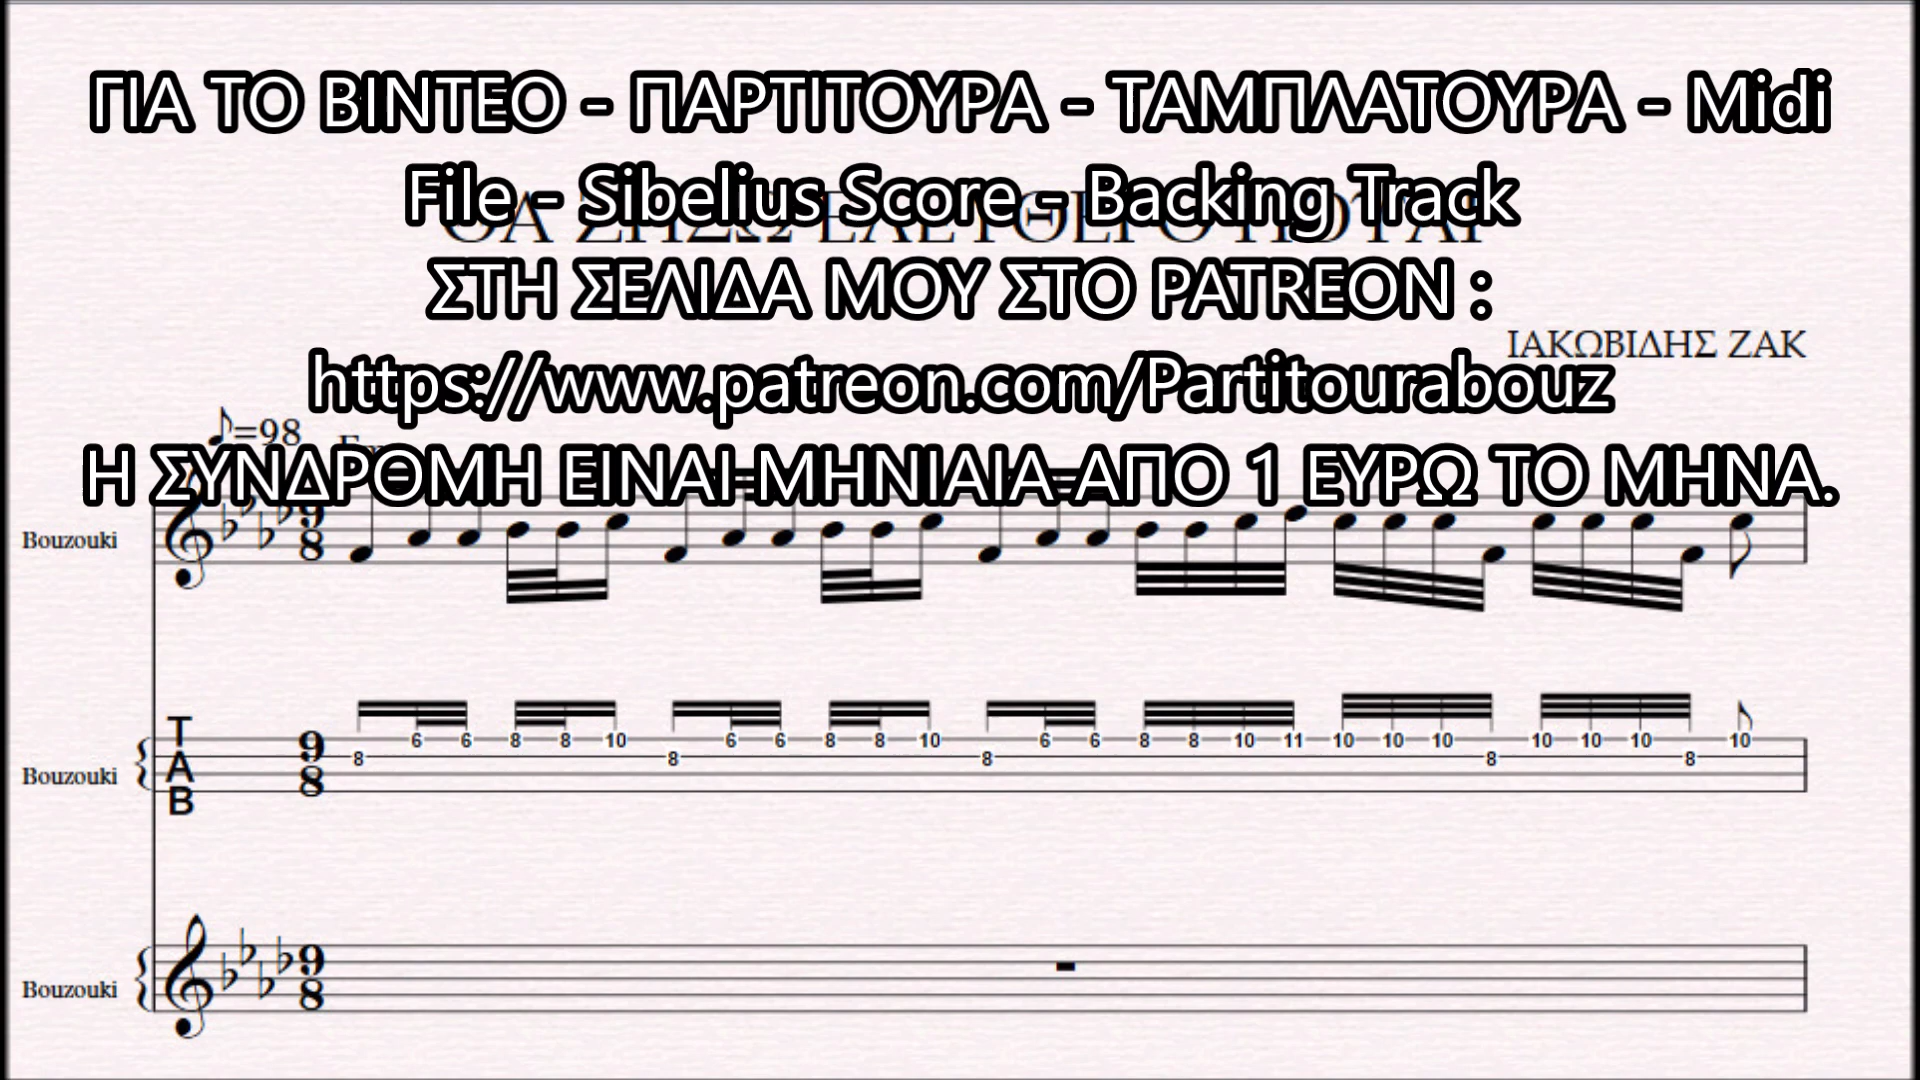 ΓΙΑ ΤΟ ΒΙΝΤΕΟ - ΠΑΡΤΙΤΟΥΡΑ - ΤΑΜΠΛΑΤΟΥΡΑ - Midi
File - Sibelius Score - Backing Track
ΣΤΗ ΣΕΛΙΔΑ ΜΟΥ ΣΤΟ PATREON :
ΙΑΚΩΒΙΔΗΣ ΖΑΚ
https://www.patreon.com/Partitourabouz
♪=98
Η ΣΥΝΔΡΟΜΗ ΕΙΝΑΙ ΜΗΝΙΑΙΑ ΑΠΟ 1 ΕΥΡΩ ΤΟ ΜΗΝΑ.
Bouzouki 9 8
T A B
Bouzouki 9 8
6 6 8 8 10 6 6 8 8 10 6 6 8 8 10 11 10 10 10 10 10 10 10
8 8 8 8 8
Bouzouki 9 8